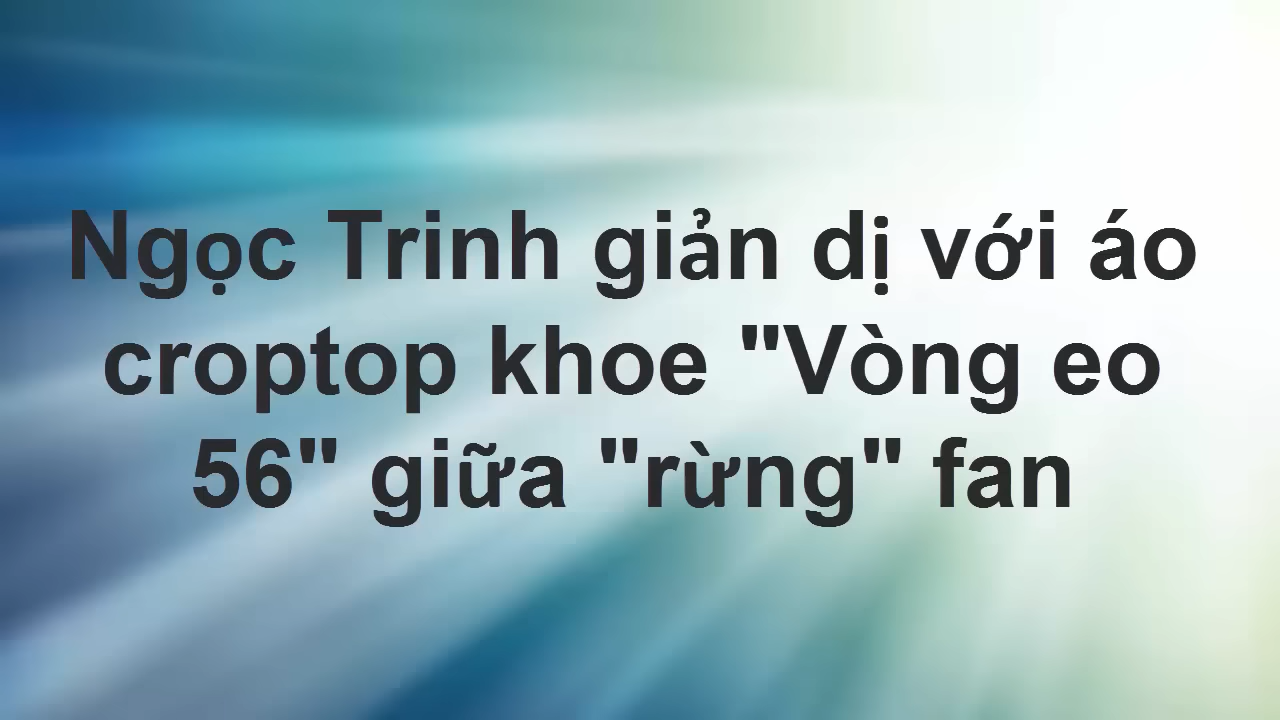 Ngọc Trinh giản dị với áo
croptop khoe "Vòng eo
56" giữa "rừng" fan